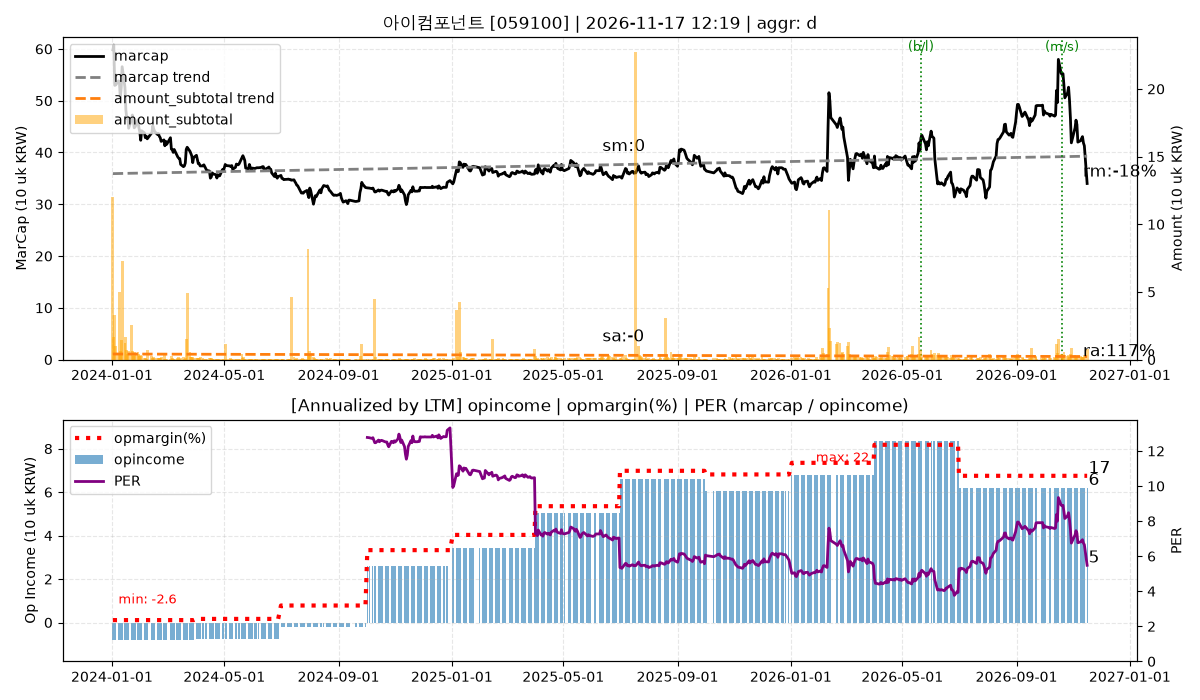 아이컴포넌트 [059100] | 2026-11-17 12:19 | aggr: d
(b/l)
(m/s)
marcap
marcap trend
amount_subtotal trend
amount_subtotal
MarCap (10 uk KRW)
Amount (10 uk KRW)
60
50
40
30
20
10
0
20
15
10
5
0
sm:0
rm:-18%
sa:-0
ra:117%
2024-01-01 2024-05-01 2024-09-01 2025-01-01 2025-05-01 2025-09-01 2026-01-01 2026-05-01 2026-09-01 2027-01-01
[Annualized by LTM] opincome | opmargin(%) | PER (marcap / opincome)
opmargin(%)
opincome
PER
Op Income (10 uk KRW)
PER
8
6
4
2
0
12
10
8
6
4
2
0
min: -2.6
max: 22
17
6
5
2024-01-01 2024-05-01 2024-09-01 2025-01-01 2025-05-01 2025-09-01 2026-01-01 2026-05-01 2026-09-01 2027-01-01